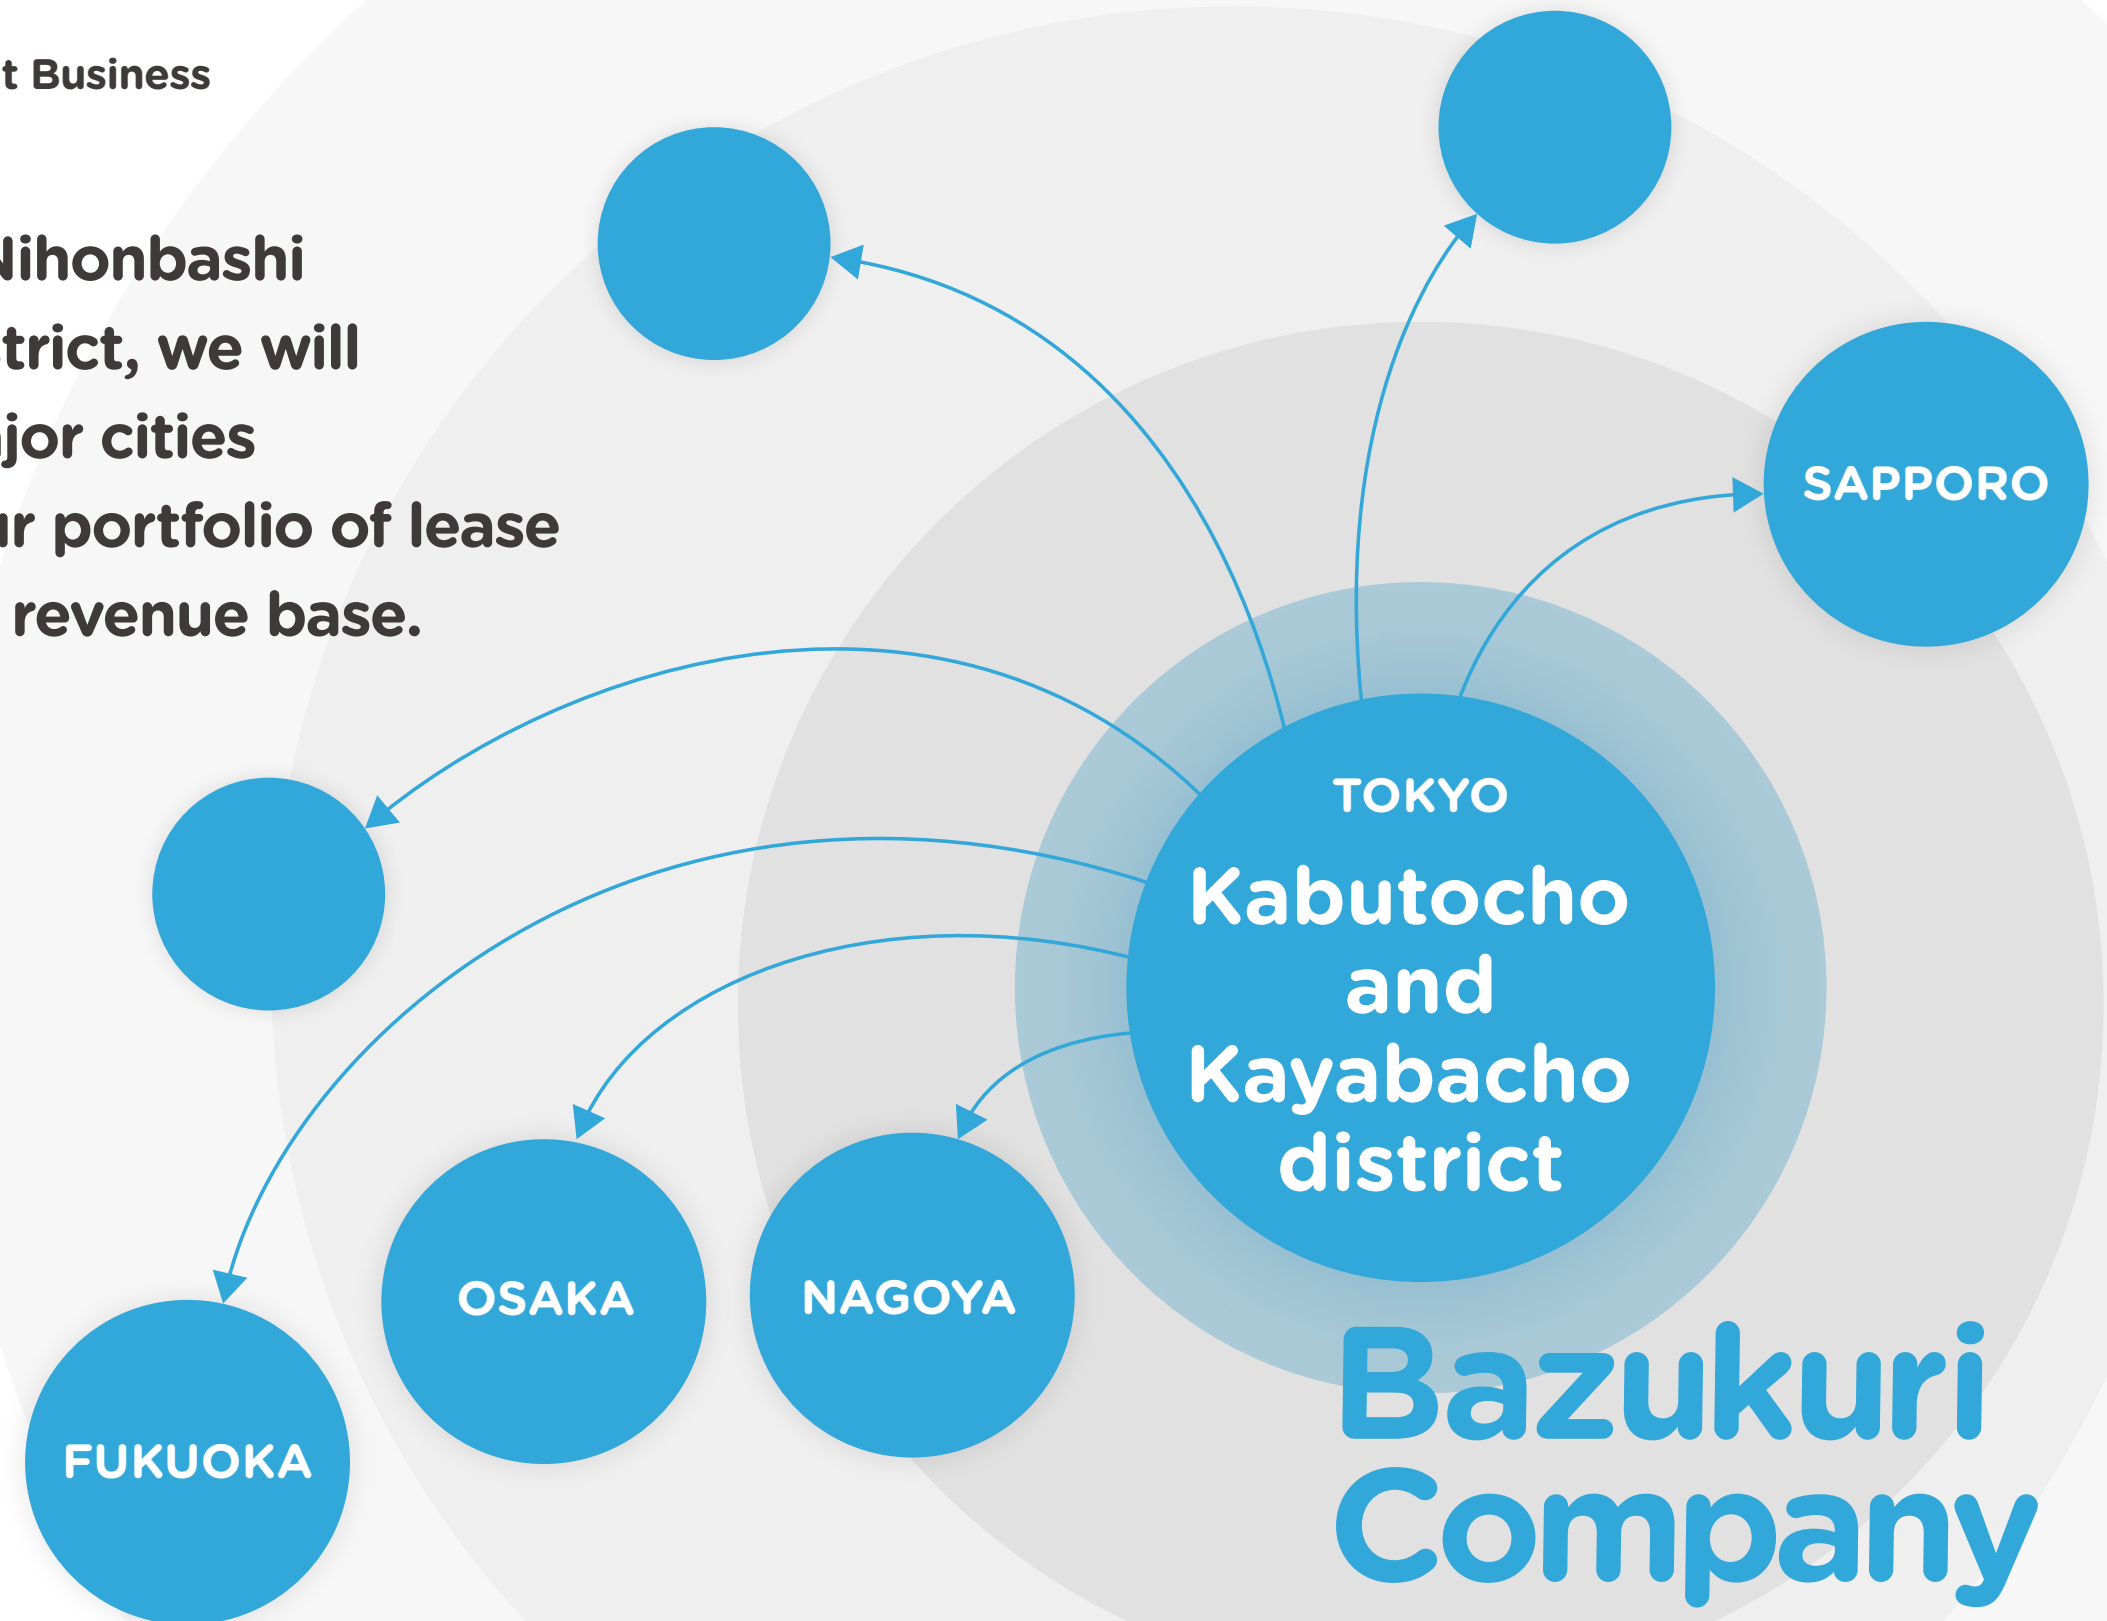 t Business
Nihonbashi
trict, we will
jor cities
ur portfolio of lease
revenue base.
SAPPORO
TOKYO
Kabutocho
and
Kayabacho
district
OSAKA
NAGOYA
FUKUOKA
Bazukuri
Company